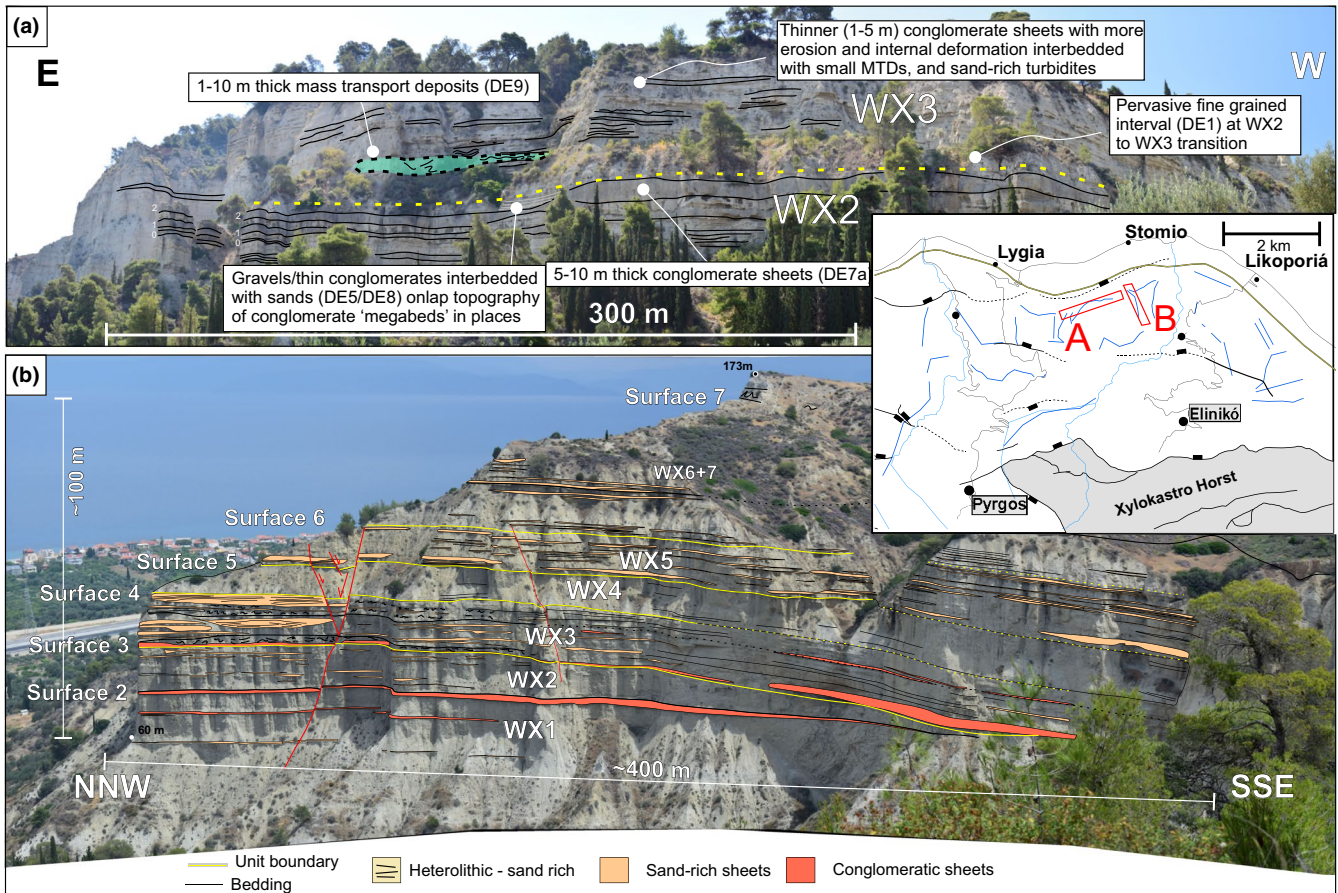 (a)
E
W
1-10 m thick mass transport deposits (DE9)
Thinner (1-5 m) conglomerate sheets with more
erosion and internal deformation interbedded
with small MTDs, and sand-rich turbidites
WX3
Pervasive fine grained
interval (DE1) at WX2
to WX3 transition
WX2
2
0
2
0
Gravels/thin conglomerates interbedded
with sands (DE5/DE8) onlap topography
of conglomerate ‘megabeds’ in places
5-10 m thick conglomerate sheets (DE7a)
300 m
Lygia
Stomio
2 km
Likoporiá
A
B
Elinikó
Pyrgos
Xylokastro Horst
(b)
173m
Surface 7
~100 m
WX6+7
Surface 6
Surface 5
WX5
WX4
Surface 4
WX3
Surface 3
WX2
Surface 2
WX1
60 m
NNW
~400 m
SSE
Unit boundary
Bedding
Heterolithic - sand rich
Sand-rich sheets
Conglomeratic sheets